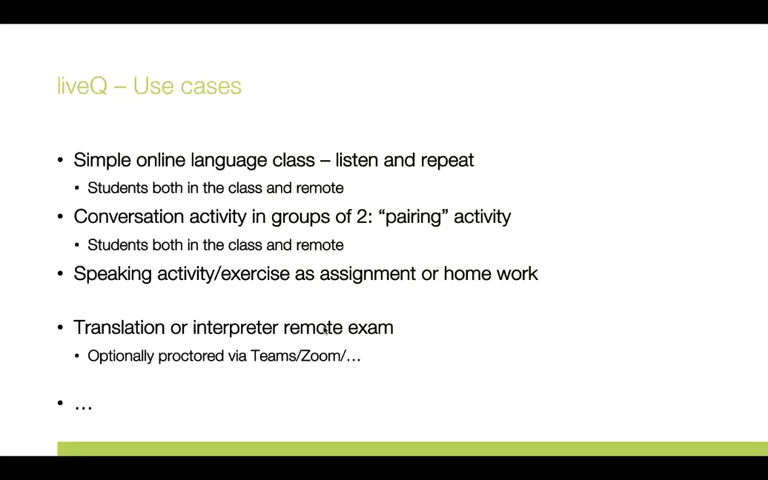 liveQ – Use cases
• Simple online language class – listen and repeat
• Students both in the class and remote
• Conversation activity in groups of 2: “pairing” activity
• Students both in the class and remote
• Speaking activity/exercise as assignment or home work
• Translation or interpreter remote exam
• Optionally proctored via Teams/Zoom/…
• …